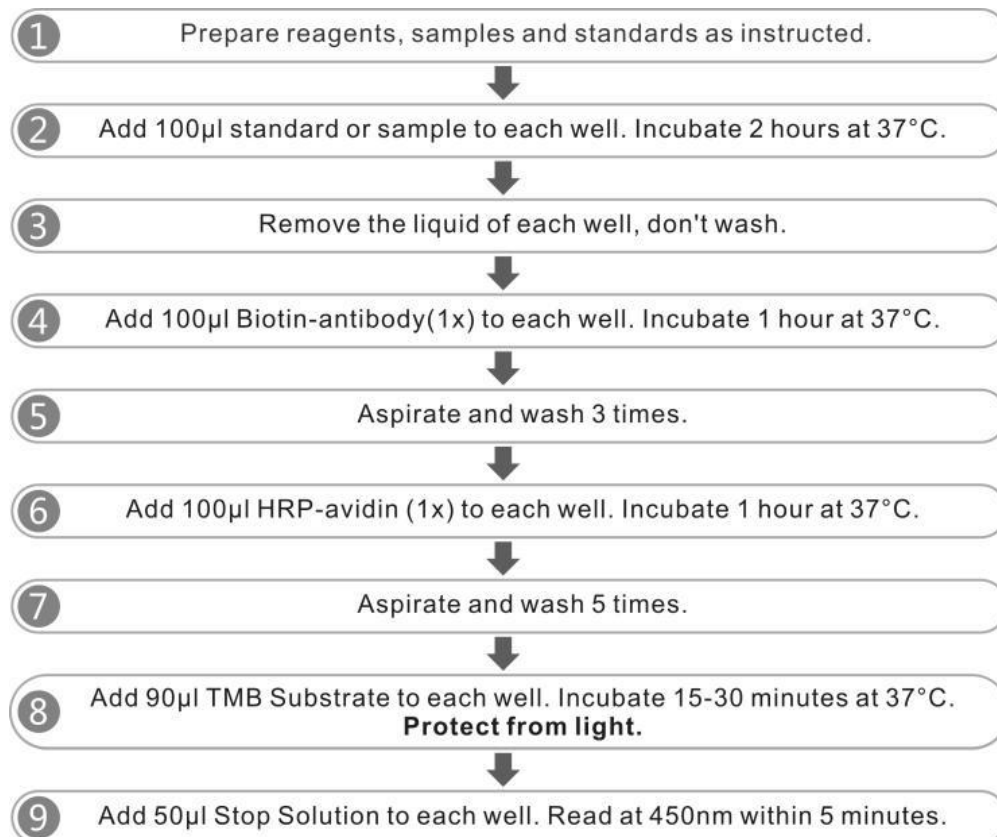 1 Prepare reagents, samples and standards as instructed.
2 Add 100µl standard or sample to each well. Incubate 2 hours at 37°C.
3 Remove the liquid of each well, don't wash.
4 Add 100µl Biotin-antibody(1x) to each well. Incubate 1 hour at 37°C.
5 Aspirate and wash 3 times.
6 Add 100µl HRP-avidin (1x) to each well. Incubate 1 hour at 37°C.
7 Aspirate and wash 5 times.
8 Add 90µl TMB Substrate to each well. Incubate 15-30 minutes at 37°C.
Protect from light.
9 Add 50µl Stop Solution to each well. Read at 450nm within 5 minutes.